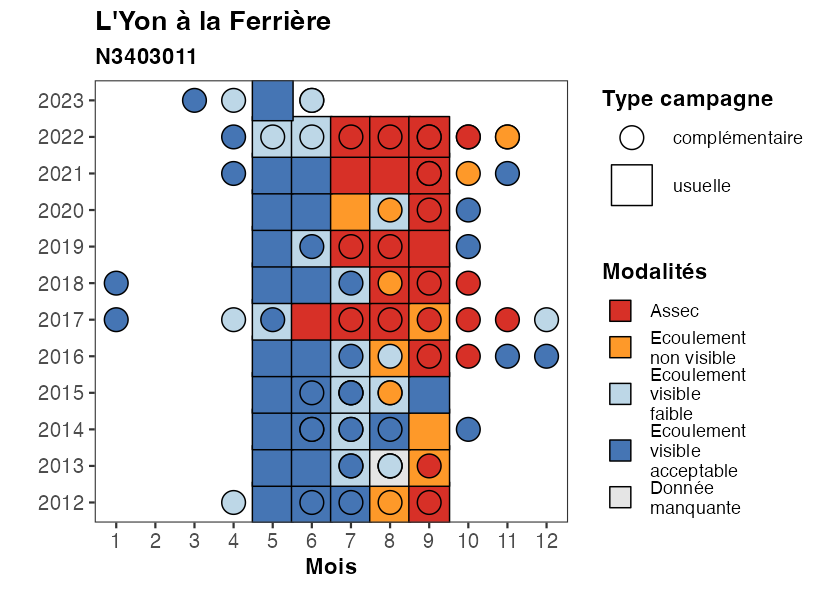 L'Yon à la Ferrière
N3403011
2023
2022
2021
2020
2019
2018
2017
2016
2015
2014
2013
2012
1 2 3 4 5 6 7 8 9 10 11 12
Mois
Type campagne
complémentaire
usuelle
Modalités
Assec
Ecoulement
non visible
Ecoulement
visible
faible
Ecoulement
visible
acceptable
Donnée
manquante